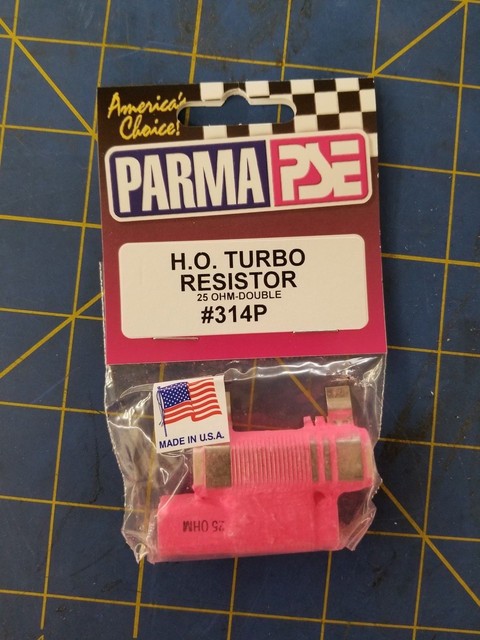 America's
Choice!
PARMA PSE
H.O. TURBO
RESISTOR
25 OHM-DOUBLE
#314P
MADE IN U.S.A.
25 OHM